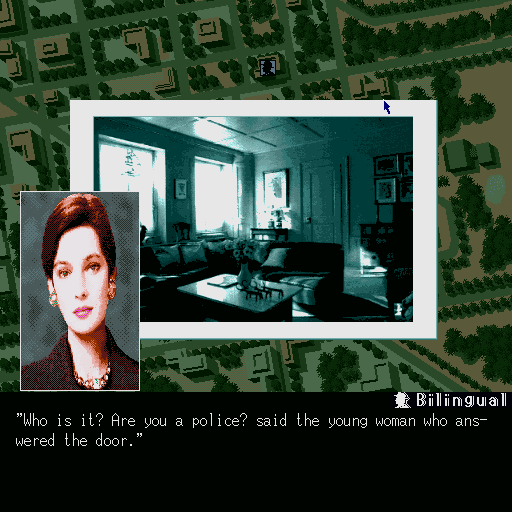 Bilingual
"Who is it? Are you a police? said the young woman who ans-
wered the door."